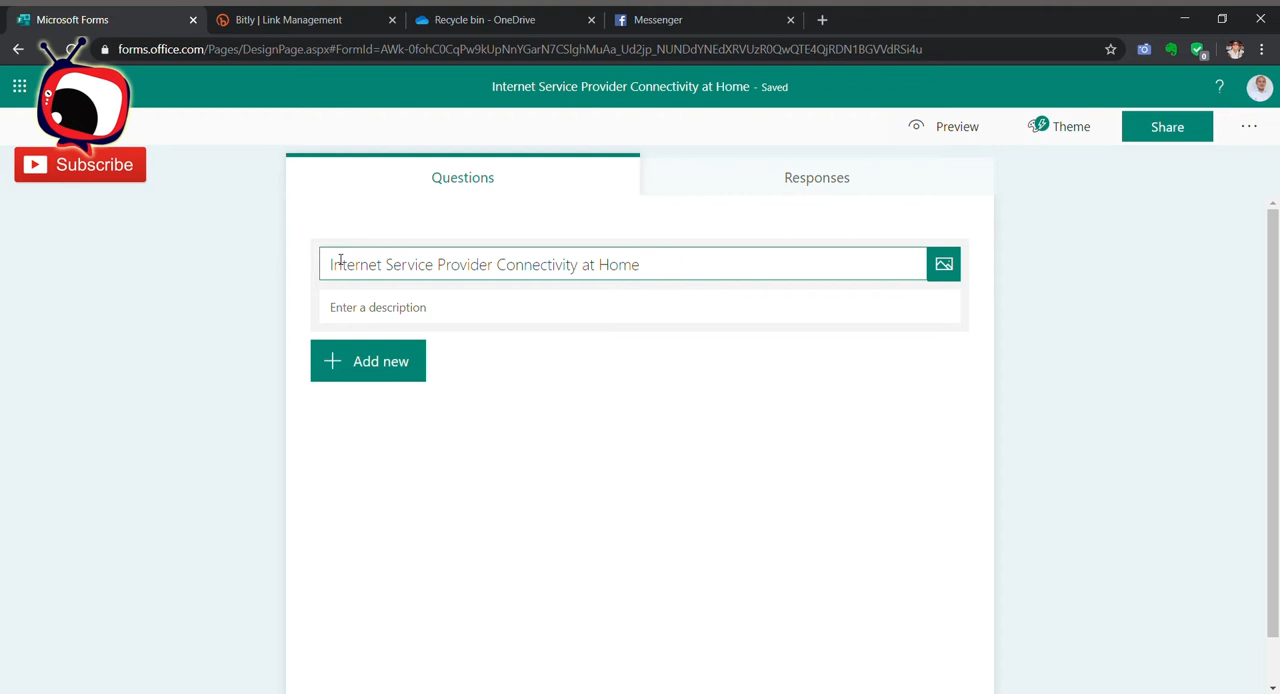 Microsoft Forms
Bitly | Link Management
Recycle bin - OneDrive
Messenger
forms.office.com/Pages/DesignPage.aspx#FormId=AWk-0fohC0CqPw9kUpNnYGarN7CSlghMuAa_Ud2jp_NUNDdYNEdXRVUzR0QwQTE4QjRDN1BGVVdRSi4u
Internet Service Provider Connectivity at Home - Saved
?
Preview
Theme
Share
Subscribe
Questions
Responses
Internet Service Provider Connectivity at Home
Enter a description
Add new